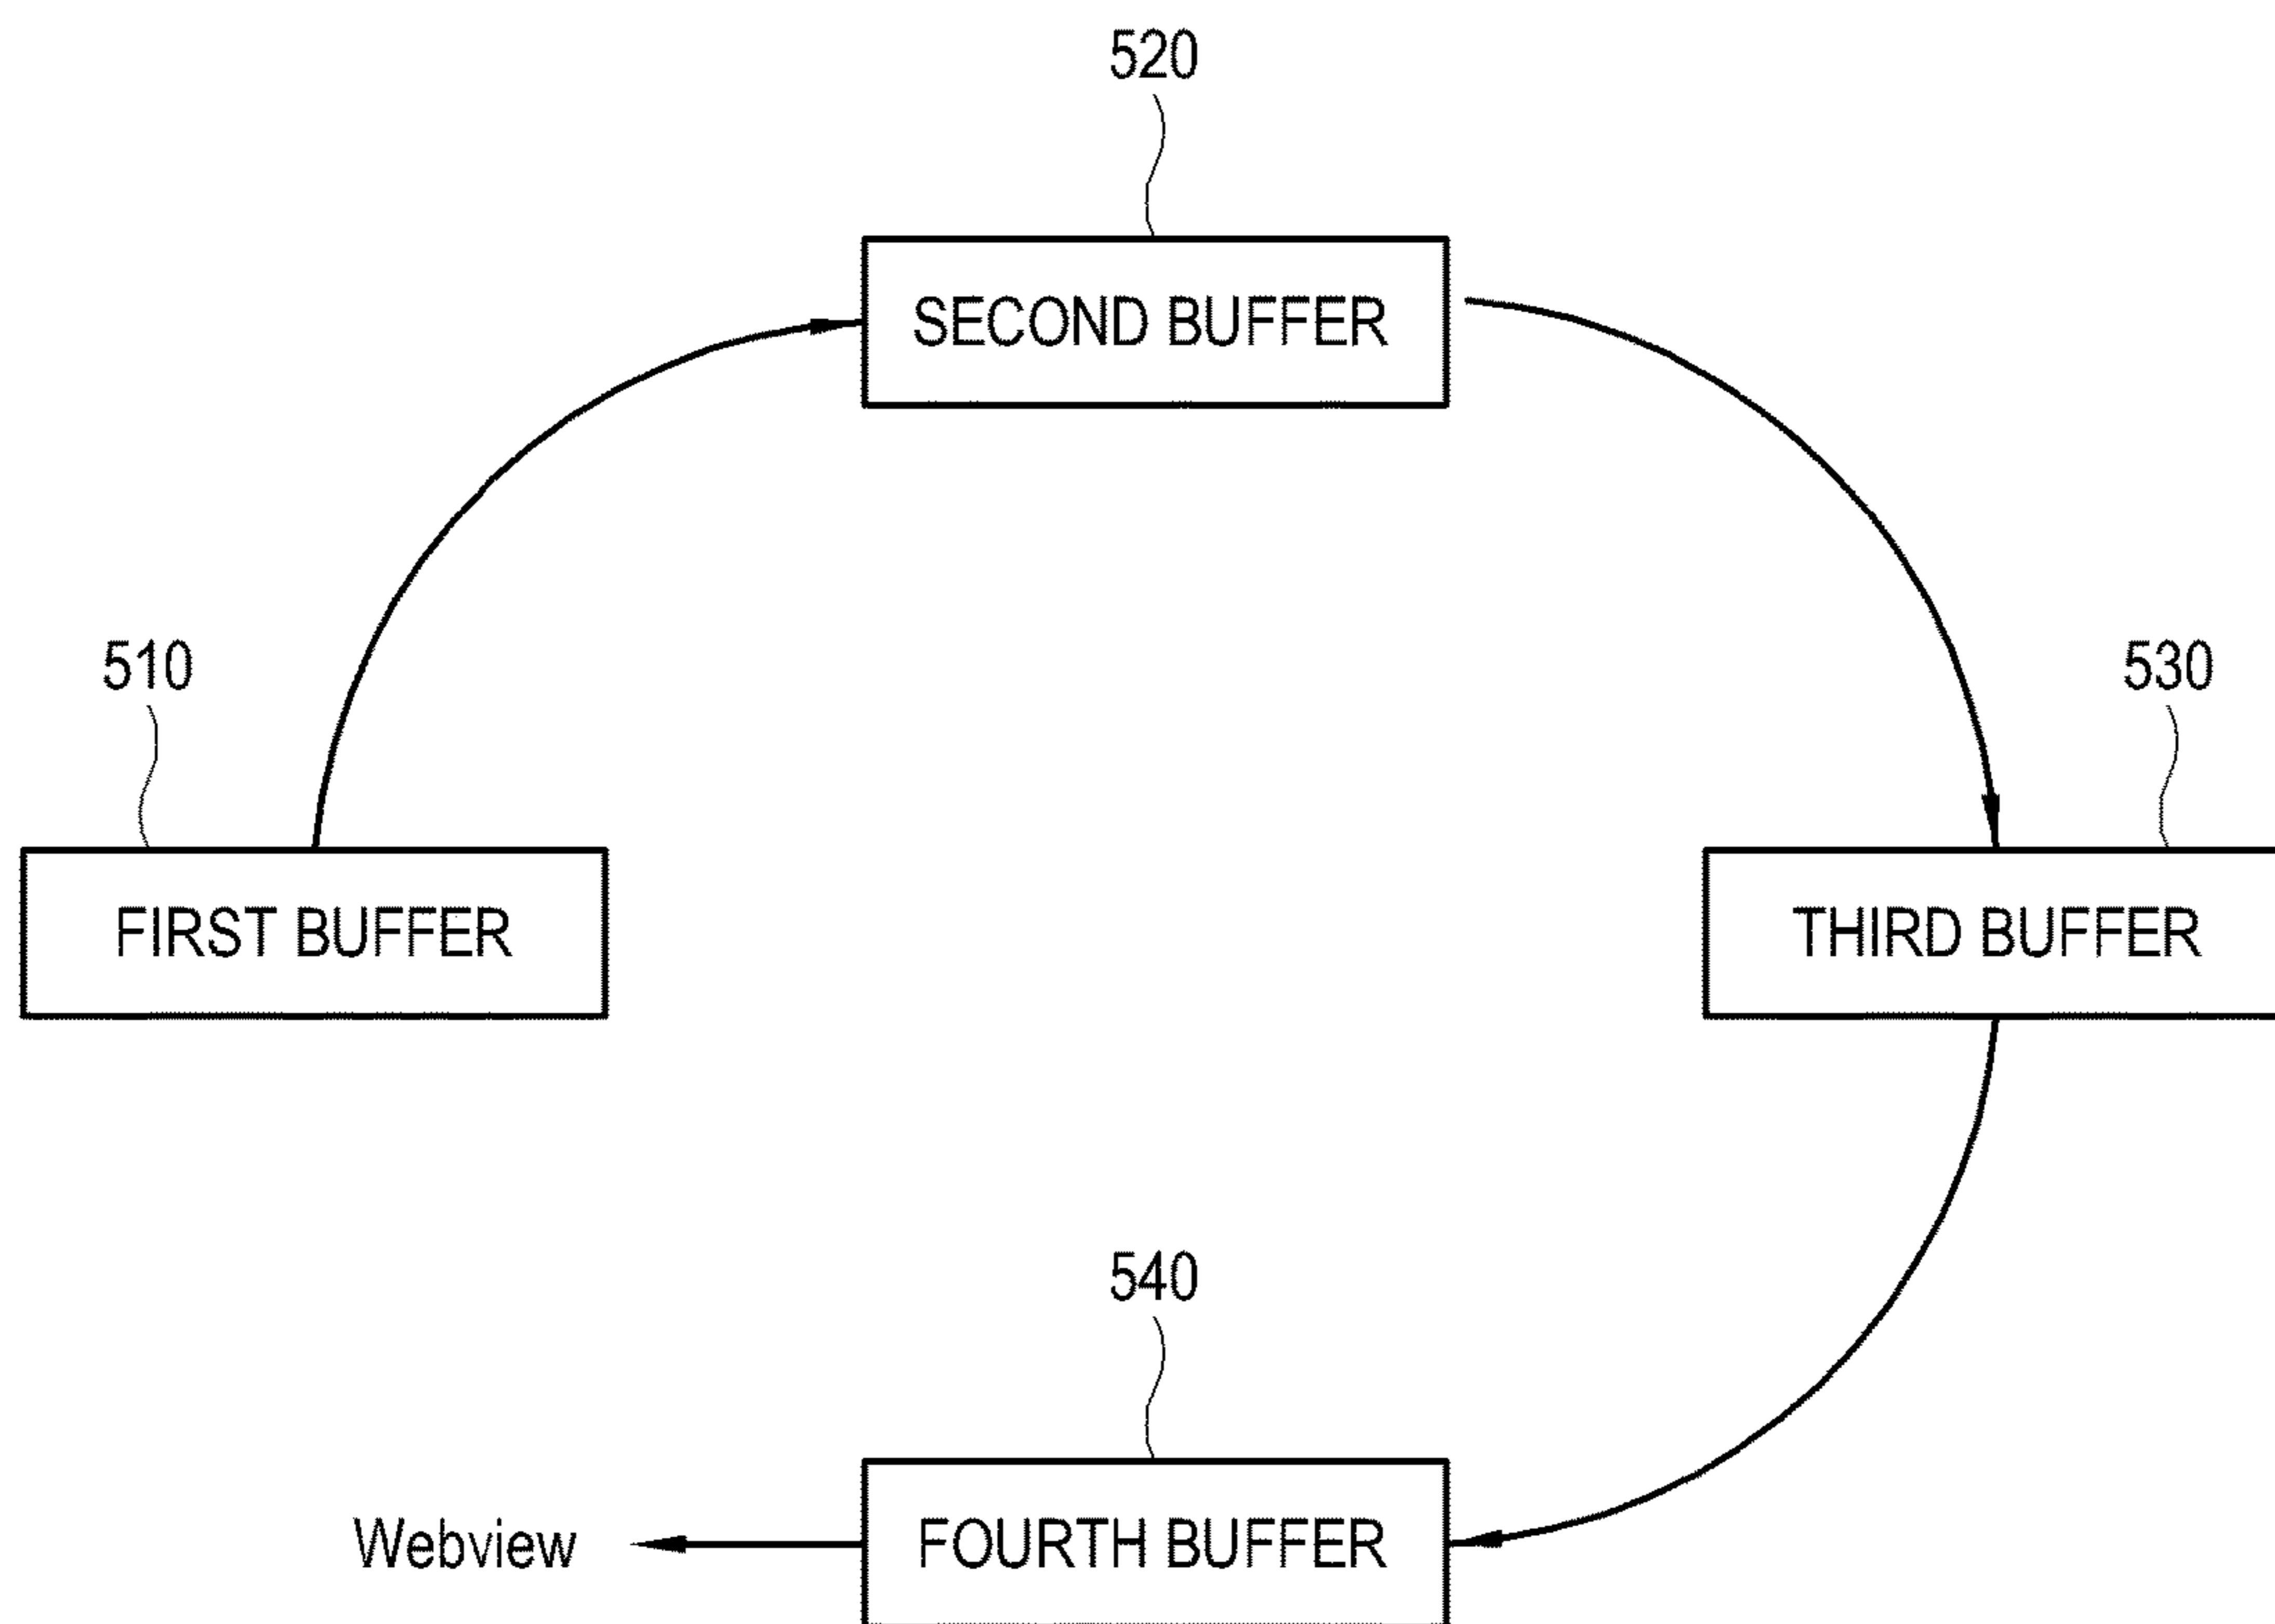 520
SECOND BUFFER
510
530
FIRST BUFFER
THIRD BUFFER
540
Webview
FOURTH BUFFER